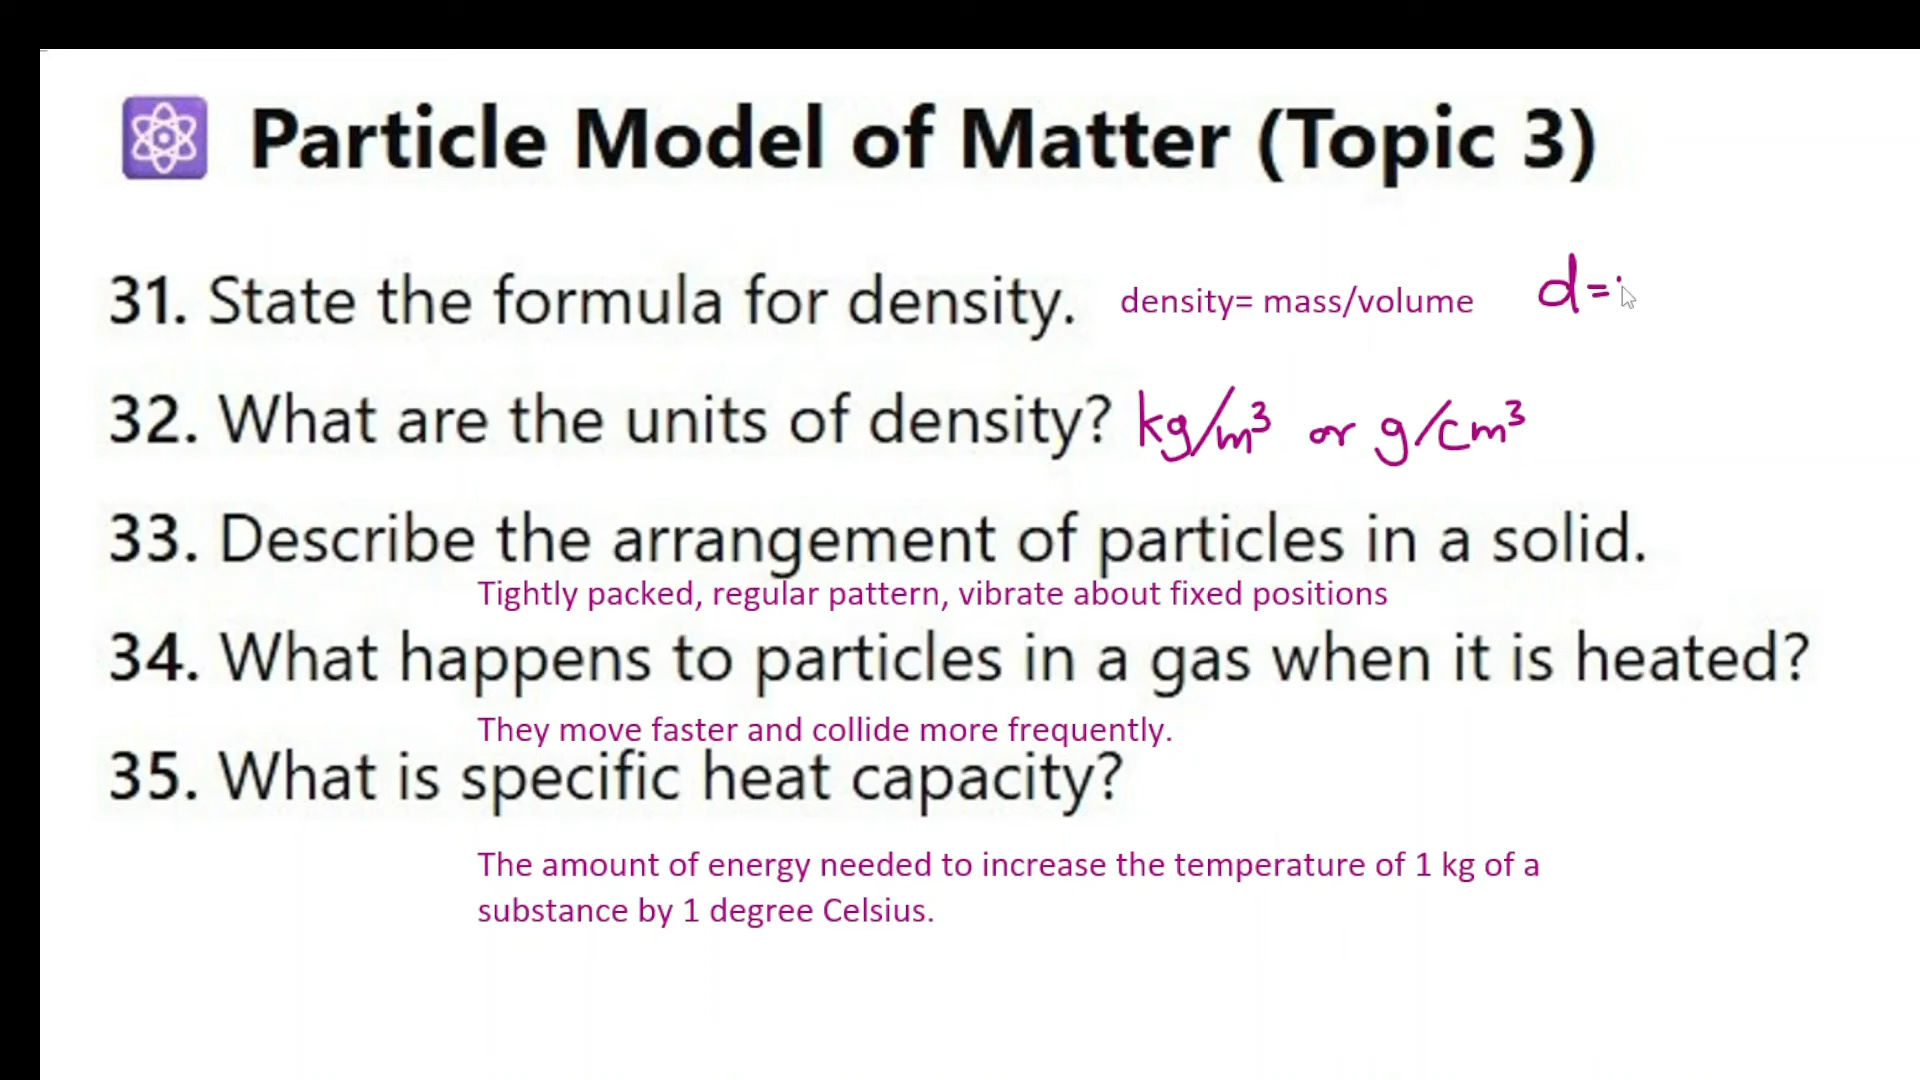 Particle Model of Matter (Topic 3)
31. State the formula for density. density= mass/volume d=
32. What are the units of density? kg/m³ or g/cm³
33. Describe the arrangement of particles in a solid.
Tightly packed, regular pattern, vibrate about fixed positions
34. What happens to particles in a gas when it is heated?
They move faster and collide more frequently.
35. What is specific heat capacity?
The amount of energy needed to increase the temperature of 1 kg of a
substance by 1 degree Celsius.